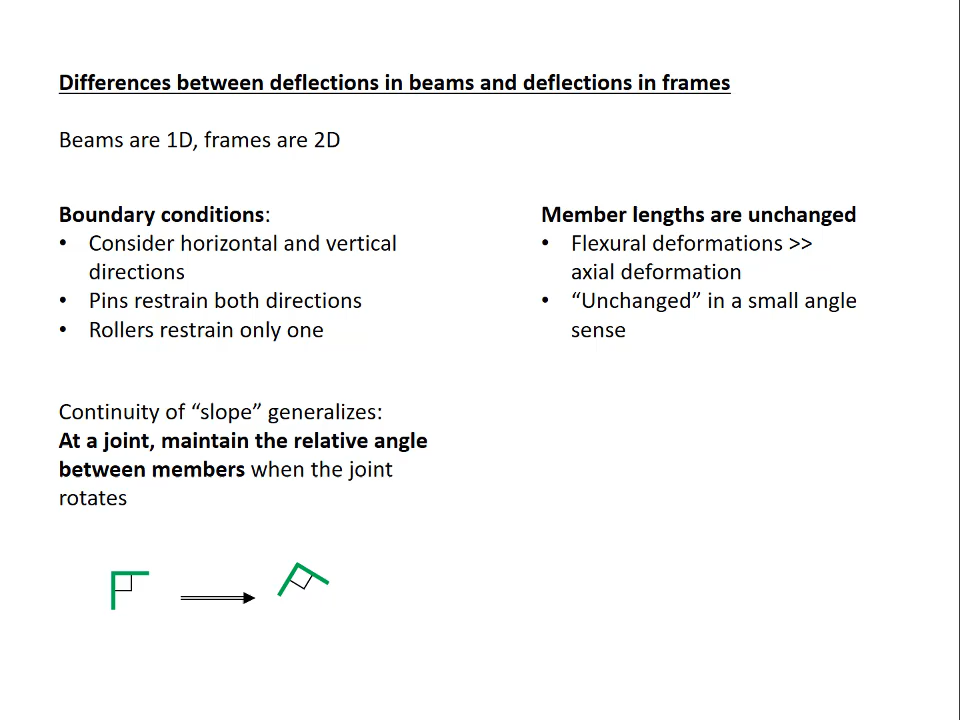 Differences between deflections in beams and deflections in frames
Beams are 1D, frames are 2D
Boundary conditions:
• Consider horizontal and vertical
directions
• Pins restrain both directions
• Rollers restrain only one
Member lengths are unchanged
• Flexural deformations >>
axial deformation
• “Unchanged” in a small angle
sense
Continuity of “slope” generalizes:
At a joint, maintain the relative angle
between members when the joint
rotates